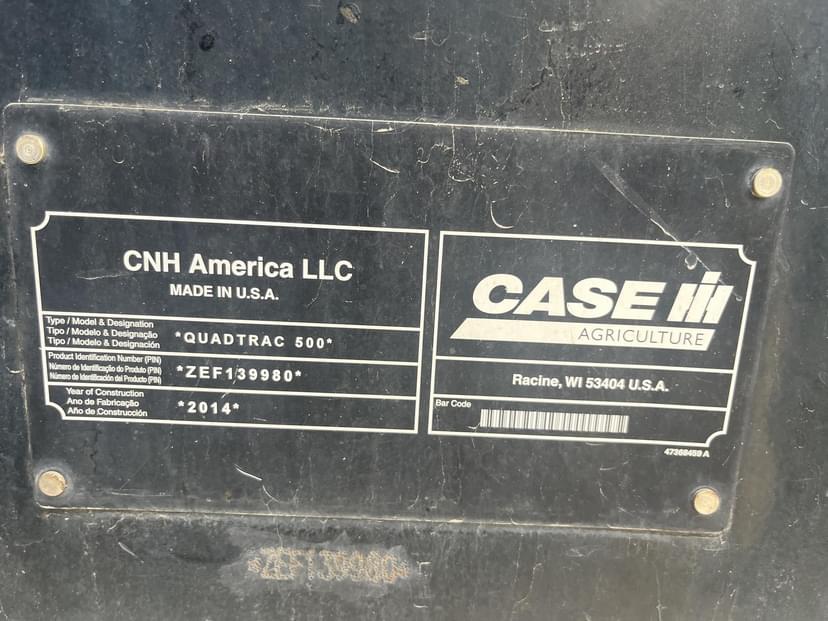 CNH America LLC
MADE IN U.S.A.
Type / Model & Designation
Tipo / Modelo & Designação
Tipo / Modelo & Designación
*QUADTRAC 500*
Product Identification Number (PIN)
Número de Identificação do Produto (PIN)
Número de Identificación del Producto (PIN)
*ZEF139980*
Year of Construction
Ano de Fabricação
Año de Construcción
*2014*
CASE IH
AGRICULTURE
Racine, WI 53404 U.S.A.
Bar Code
47368459 A
*ZEF139980*